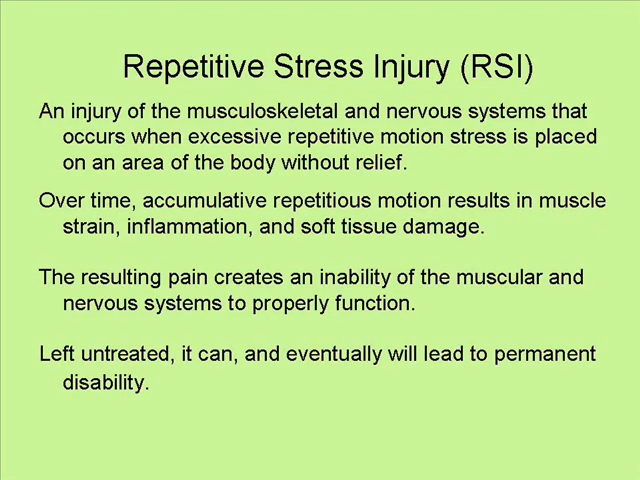 Repetitive Stress Injury (RSI)
An injury of the musculoskeletal and nervous systems that
occurs when excessive repetitive motion stress is placed
on an area of the body without relief.
Over time, accumulative repetitious motion results in muscle
strain, inflammation, and soft tissue damage.
The resulting pain creates an inability of the muscular and
nervous systems to properly function.
Left untreated, it can, and eventually will lead to permanent
disability.